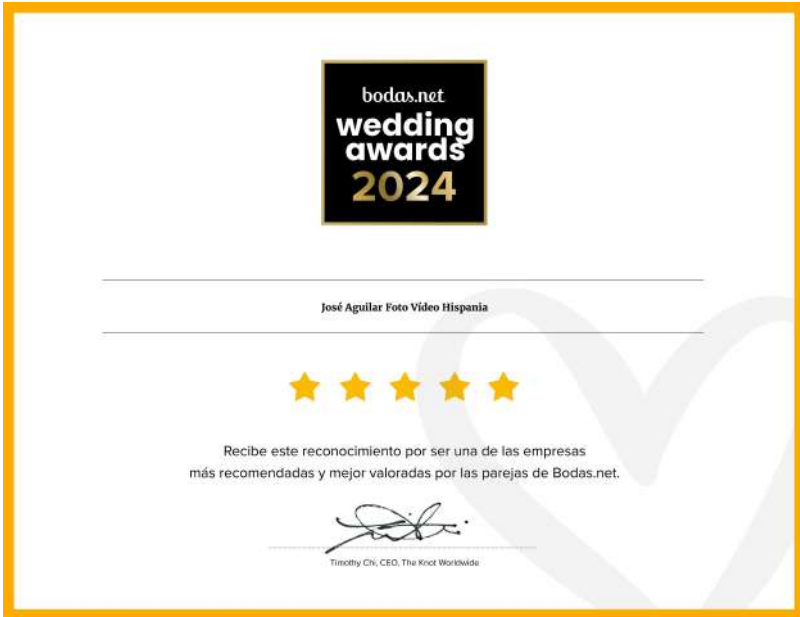 bodas.net
wedding
awards
2024
José Aguilar Foto Vídeo Hispania
Recibe este reconocimiento por ser una de las empresas
más recomendadas y mejor valoradas por las parejas de Bodas.net.
Timothy Chi, CEO, The Knot Worldwide